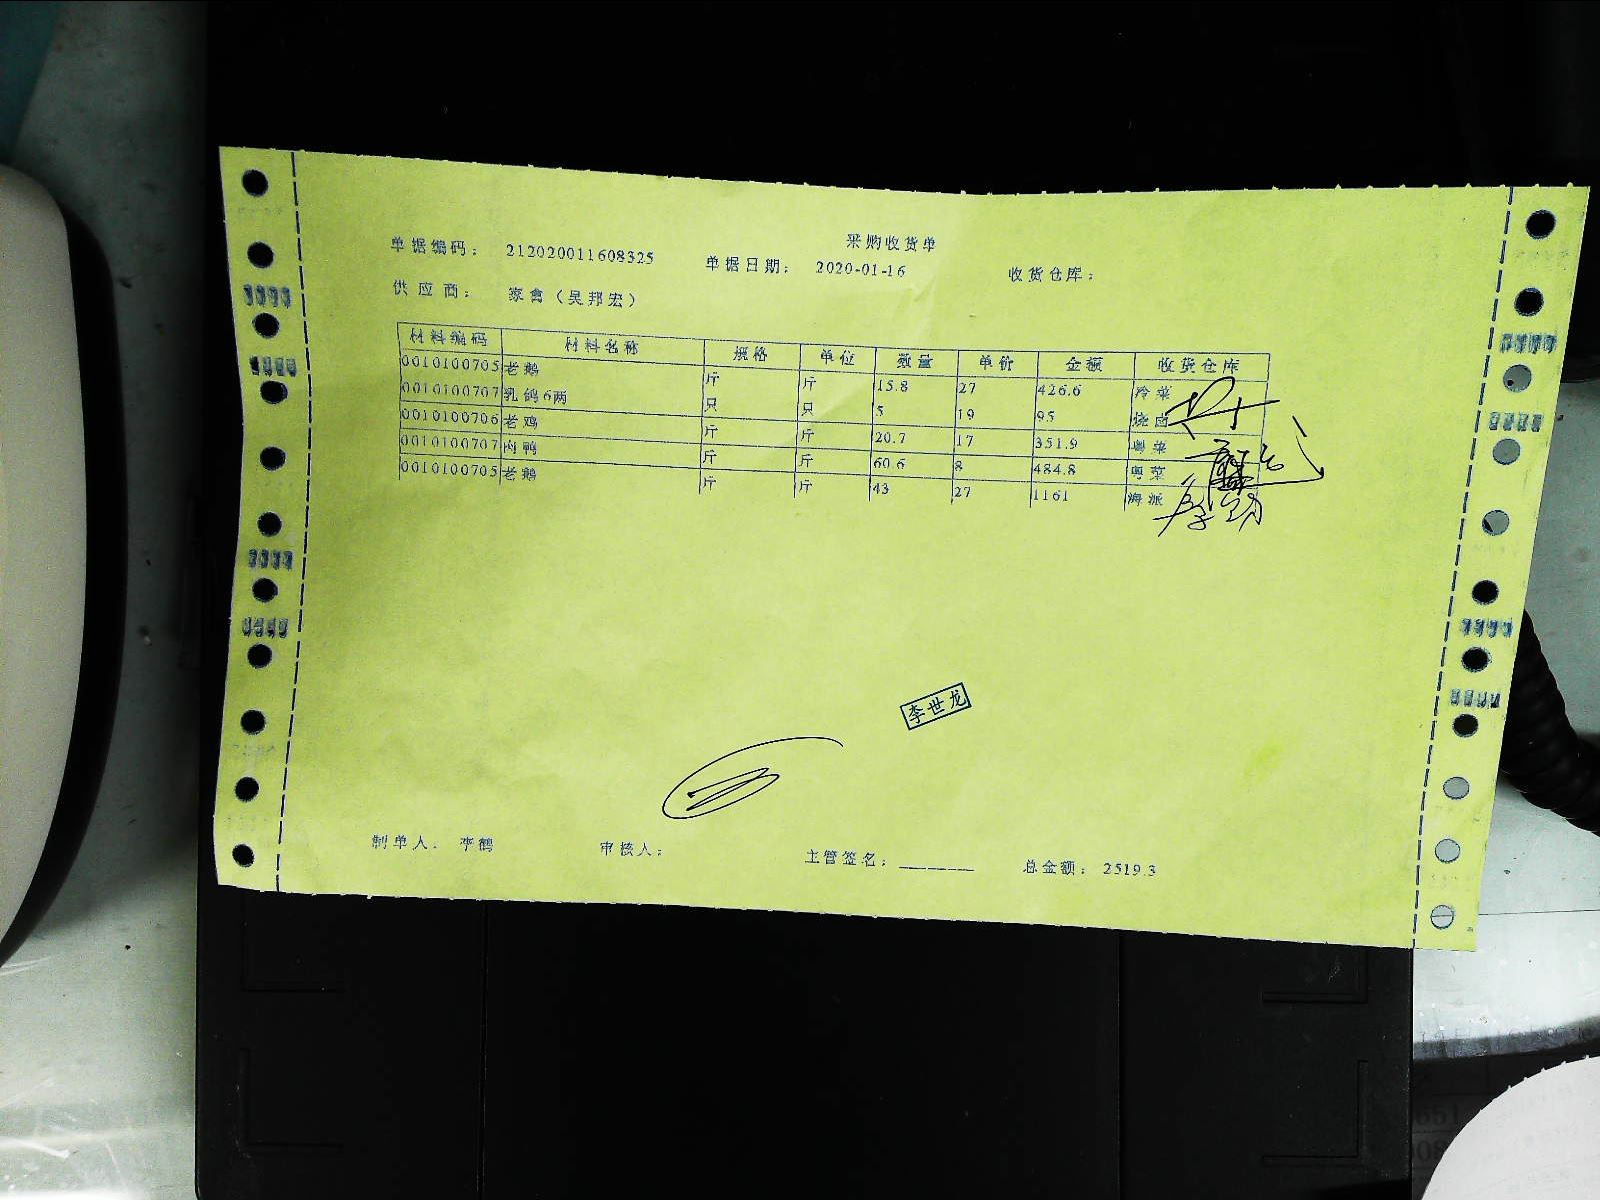 采购收货单
单据编码： 212020011608325 单据日期： 2020-01-16 收货仓库：
供应商： 家禽（吴邦宏）
材料编码 材料名称 规格 单位 数量 单价 金额 收货仓库
0010100705 老鹅 斤 斤 15.8 27 426.6 冷菜
0010100707 乳鸽6两 只 只 5 19 95 烧卤
0010100706 老鸡 斤 斤 20.7 17 351.9 粤菜
0010100707 肉鸭 斤 斤 60.6 8 484.8 粤菜
0010100705 老鹅 斤 斤 43 27 1161 海派
李世龙
制单人： 李鹤 审核人： 主管签名：________ 总金额： 2519.3